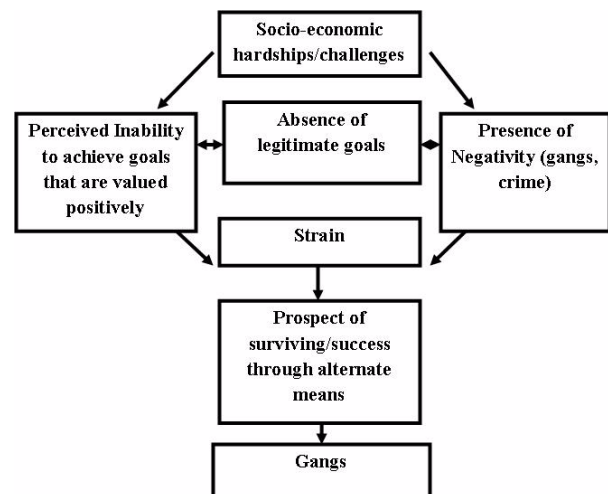 Socio-economic
hardships/challenges
Perceived Inability
to achieve goals
that are valued
positively
Absence of
legitimate goals
Presence of
Negativity (gangs,
crime)
Strain
Prospect of
surviving/success
through alternate
means
Gangs